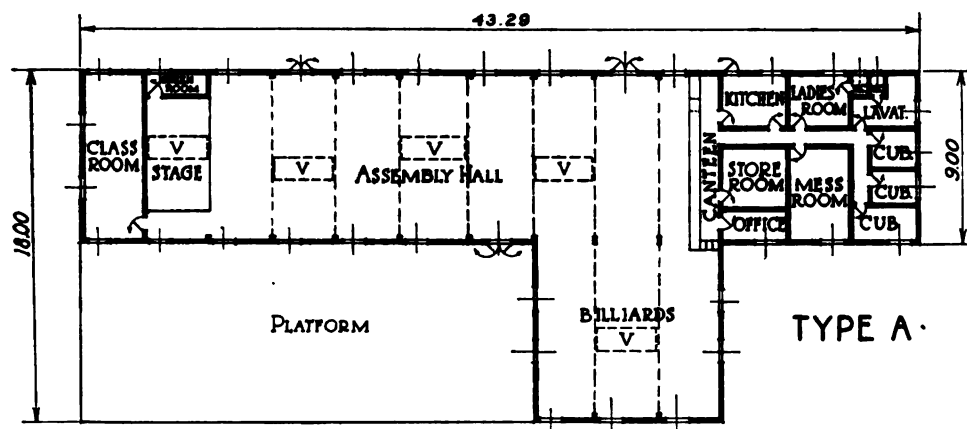 43.29
KITCHEN
LADIES
ROOM
ROOM
LAVAT.
CLASS
ROOM
V
STAGE
V
V
ASSEMBLY HALL
V
CANTEEN
STORE
ROOM
MESS
ROOM
CUB.
CUB.
CUB.
OFFICE
9.00
18.00
PLATFORM
BILLIARDS
V
TYPE A.